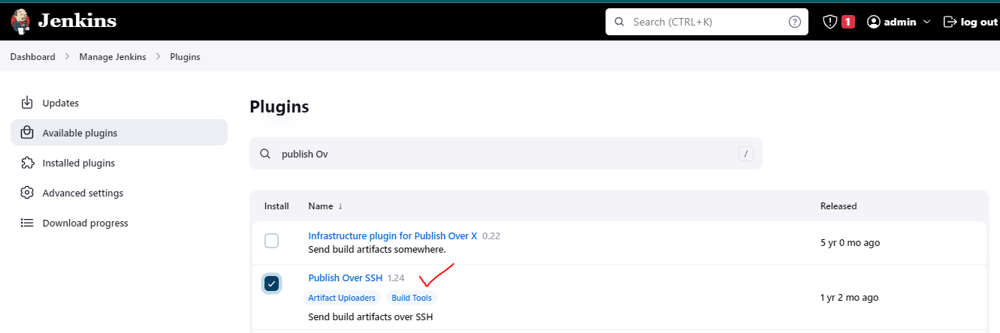 Jenkins
Search (CTRL+K)
?
1
admin
log out
Dashboard
Manage Jenkins
Plugins
Updates
Available plugins
Installed plugins
Advanced settings
Download progress
Plugins
publish Ov
/
Install Name ↓ Released
Infrastructure plugin for Publish Over X 0.22
Send build artifacts somewhere.
5 yr 0 mo ago
Publish Over SSH 1.24
Artifact Uploaders Build Tools
Send build artifacts over SSH
1 yr 2 mo ago